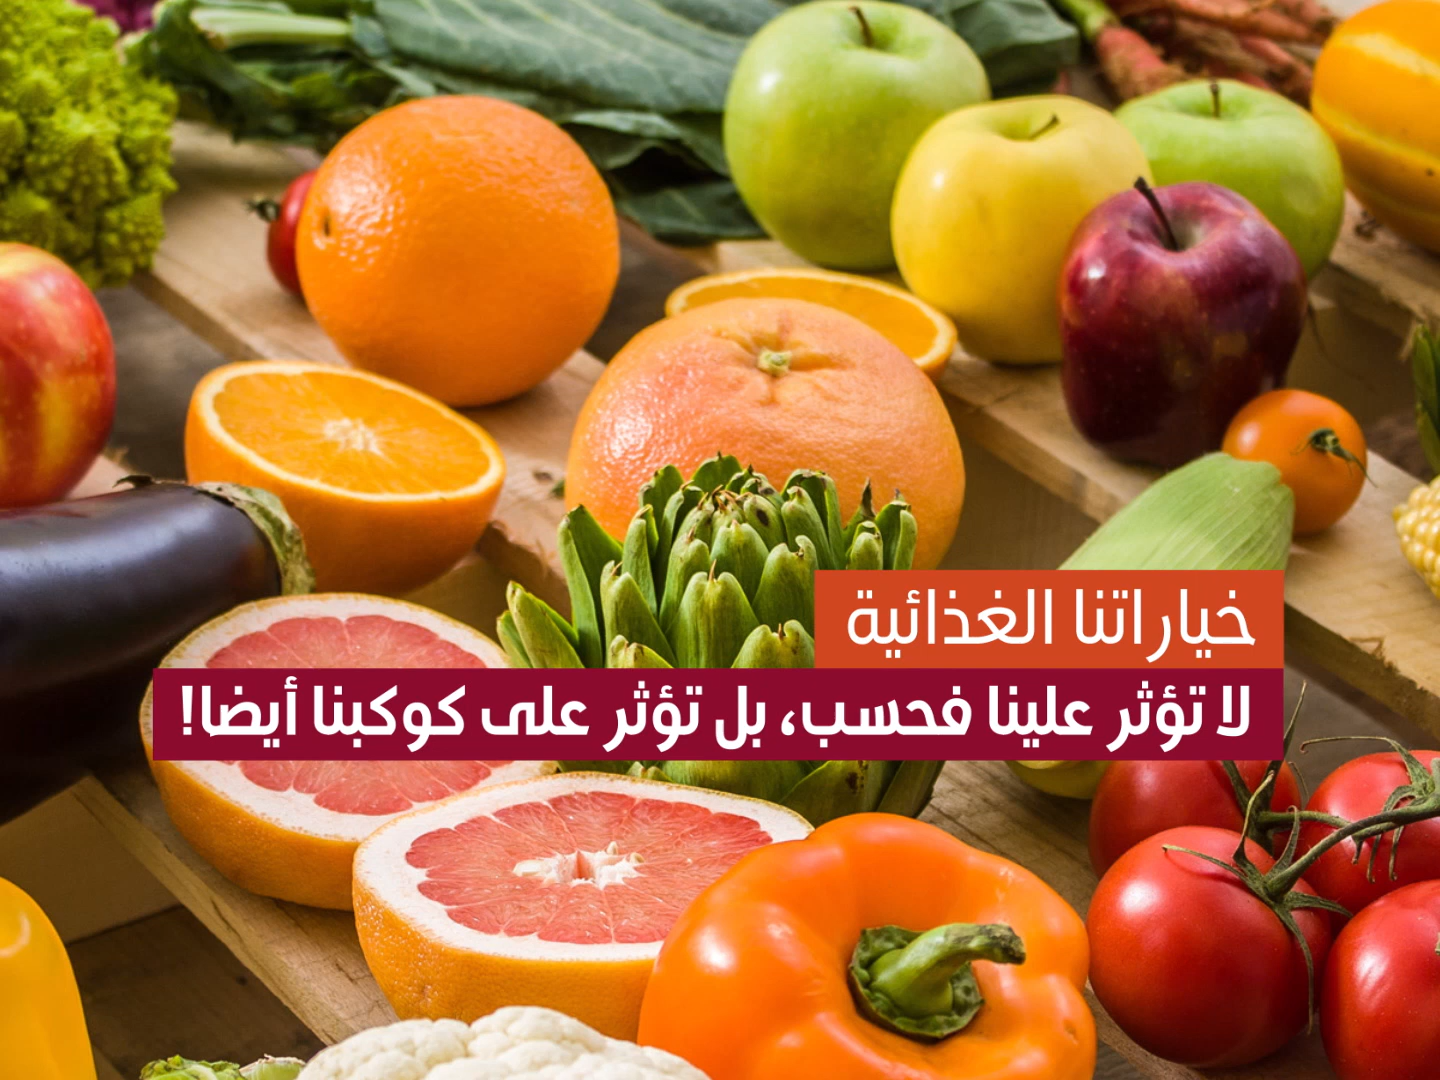 خياراتنا الغذائية
لا تؤثر علينا فحسب، بل تؤثر على كوكبنا أيضا!